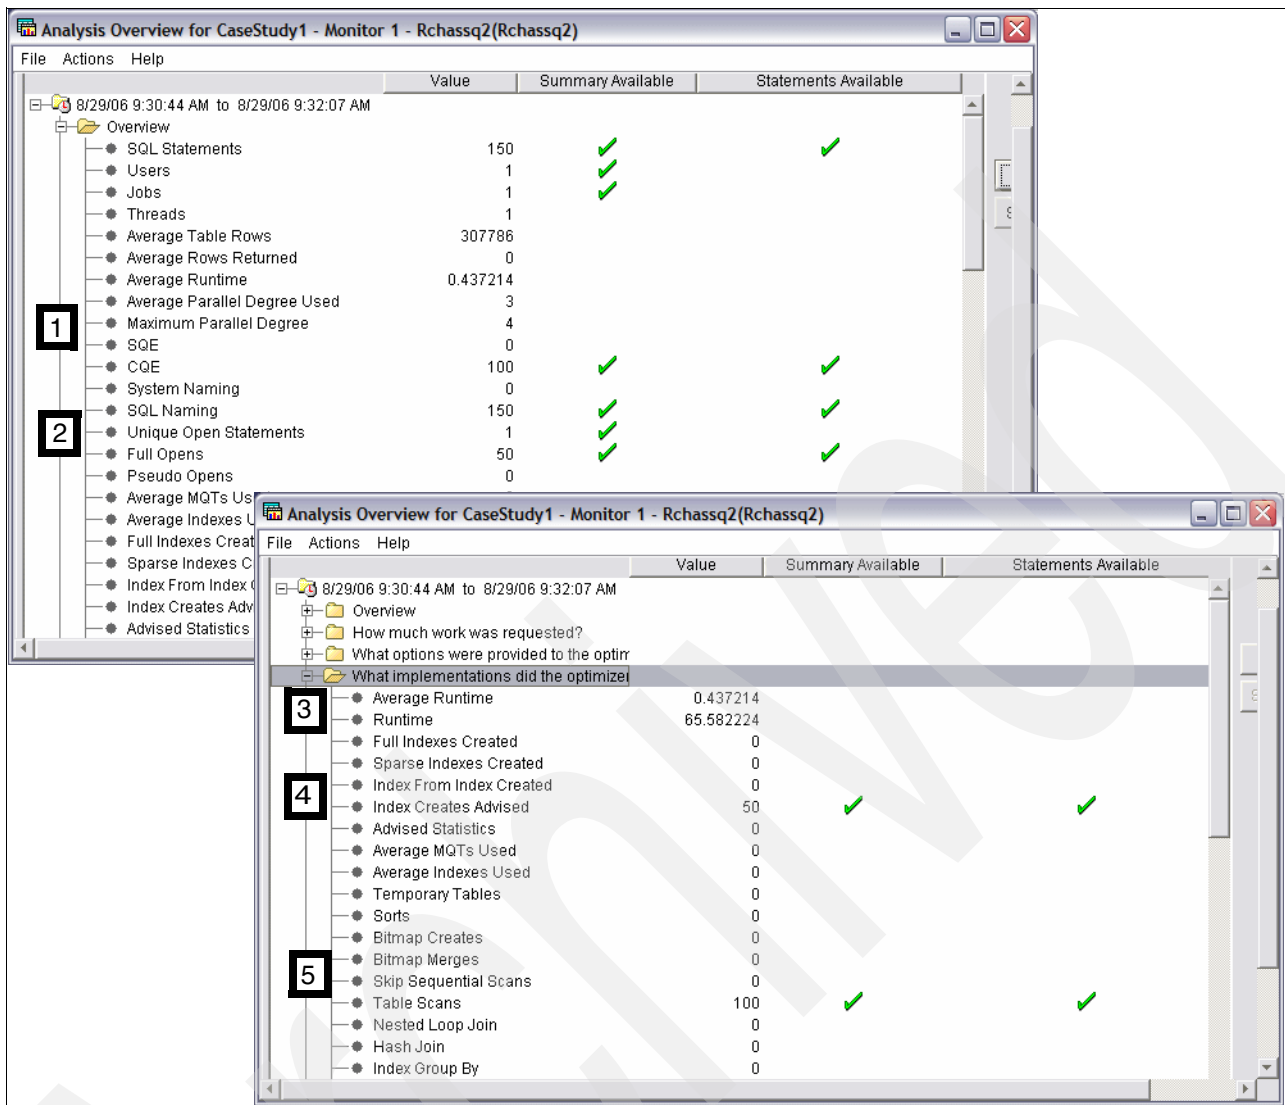 Analysis Overview for CaseStudy1 - Monitor 1 - Rchassq2(Rchassq2)
File Actions Help
Value Summary Available Statements Available
8/29/06 9:30:44 AM to 8/29/06 9:32:07 AM
Overview
SQL Statements 150
Users 1
Jobs 1
Threads 1
Average Table Rows 307786
Average Rows Returned 0
Average Runtime 0.437214
Average Parallel Degree Used 3
1
Maximum Parallel Degree 4
SQE 0
CQE 100
System Naming 0
SQL Naming 150
2
Unique Open Statements 1
Full Opens 50
Pseudo Opens 0
Average MQTs Us
Average Indexes U
Full Indexes Creat
Sparse Indexes C
Index From Index
Index Creates Adv
Advised Statistics
Analysis Overview for CaseStudy1 - Monitor 1 - Rchassq2(Rchassq2)
File Actions Help
Value Summary Available Statements Available
8/29/06 9:30:44 AM to 8/29/06 9:32:07 AM
Overview
How much work was requested?
What options were provided to the optim
What implementations did the optimize
Average Runtime 0.437214
3
Runtime 65.582224
Full Indexes Created 0
Sparse Indexes Created 0
Index From Index Created 0
4
Index Creates Advised 50
Advised Statistics 0
Average MQTs Used 0
Average Indexes Used 0
Temporary Tables 0
Sorts 0
Bitmap Creates 0
Bitmap Merges 0
5
Skip Sequential Scans 0
Table Scans 100
Nested Loop Join 0
Hash Join 0
Index Group By 0